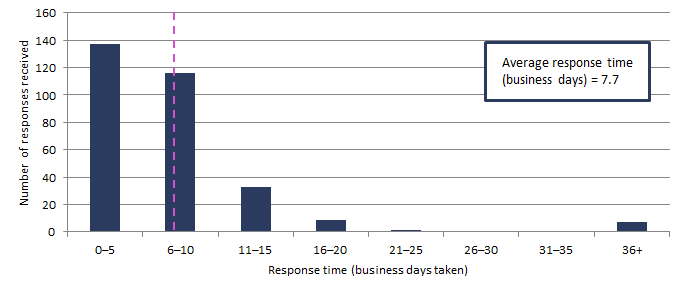 160
140
120
100
80
60
40
20
0
Number of responses received
Average response time
(business days) = 7.7
0–5 6–10 11–15 16–20 21–25 26–30 31–35 36+
Response time (business days taken)